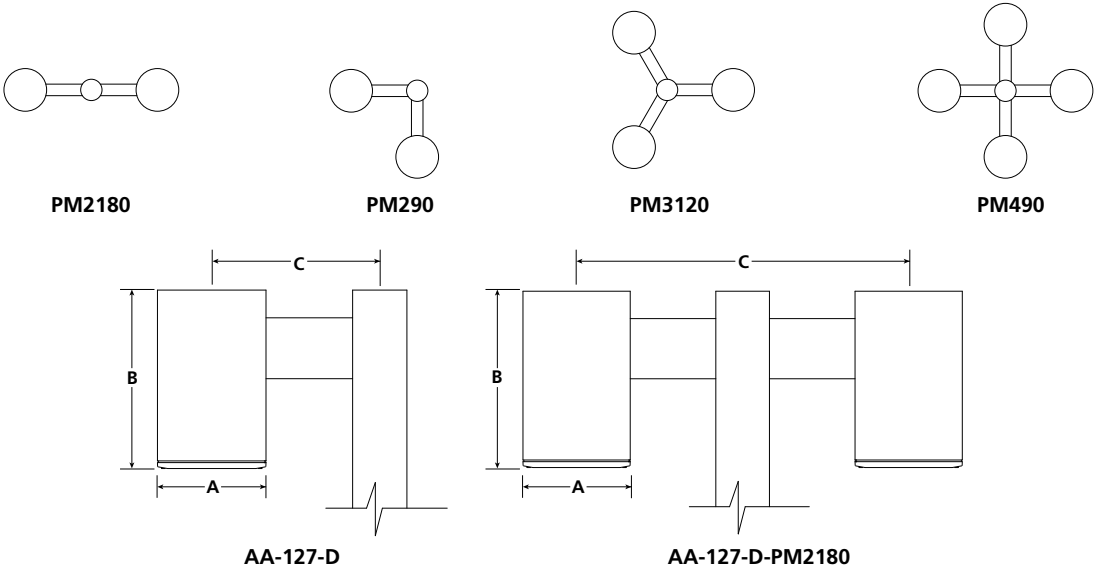 PM2180
PM290
PM3120
PM490
C
C
B
B
A
A
AA-127-D
AA-127-D-PM2180